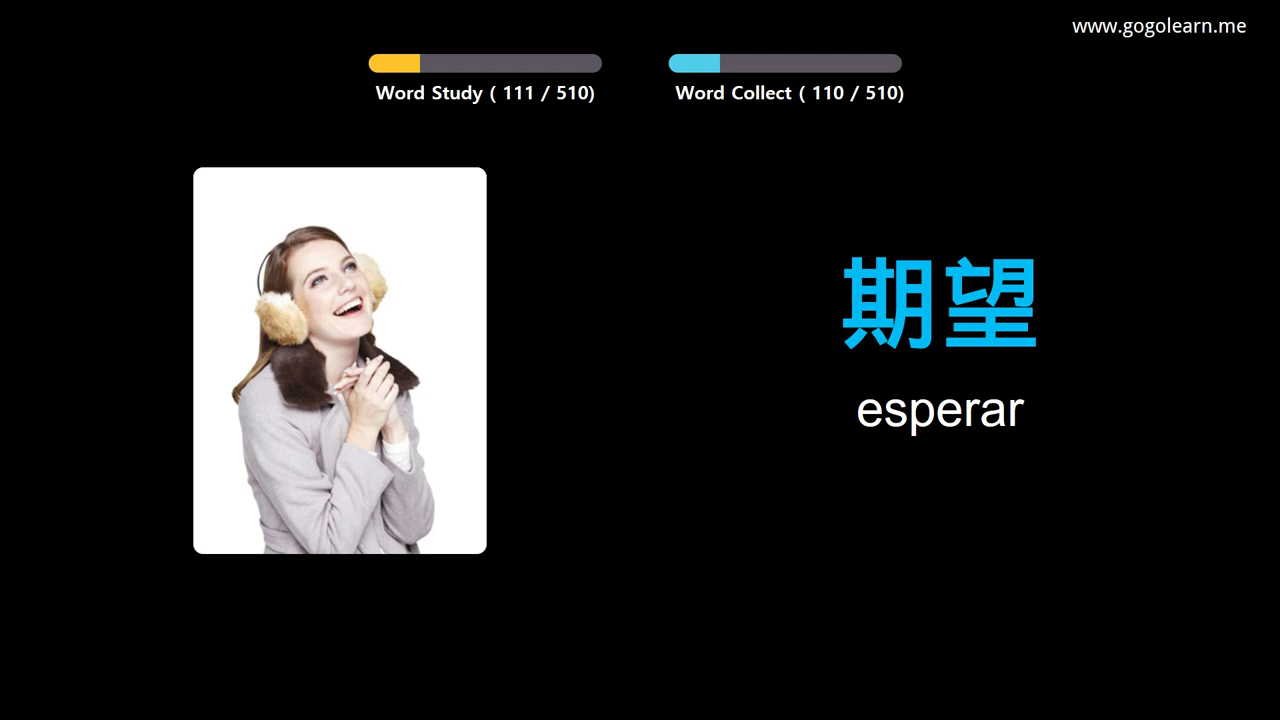 www.gogolearn.me
Word Study ( 111 / 510)
Word Collect ( 110 / 510)
期望
esperar